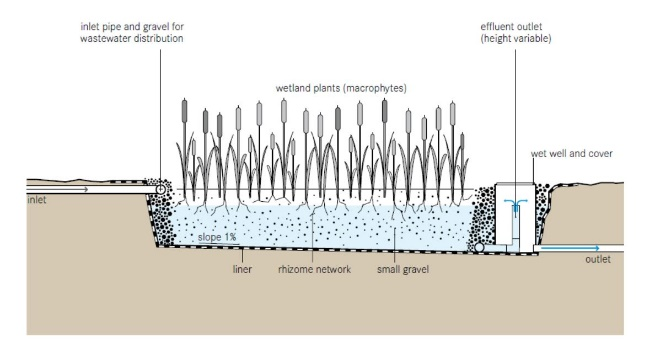 inlet pipe and gravel for
wastewater distribution
effluent outlet
(height variable)
wetland plants (macrophytes)
wet well and cover
inlet
slope 1%
outlet
liner
rhizome network
small gravel